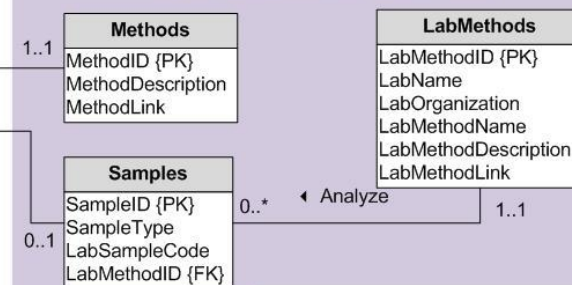 Methods
1..1
MethodID {PK}
MethodDescription
MethodLink
LabMethods
LabMethodID {PK}
LabName
LabOrganization
LabMethodName
LabMethodDescription
LabMethodLink
Samples
0..1
SampleID {PK}
SampleType
LabSampleCode
LabMethodID {FK}
0..*
Analyze
1..1